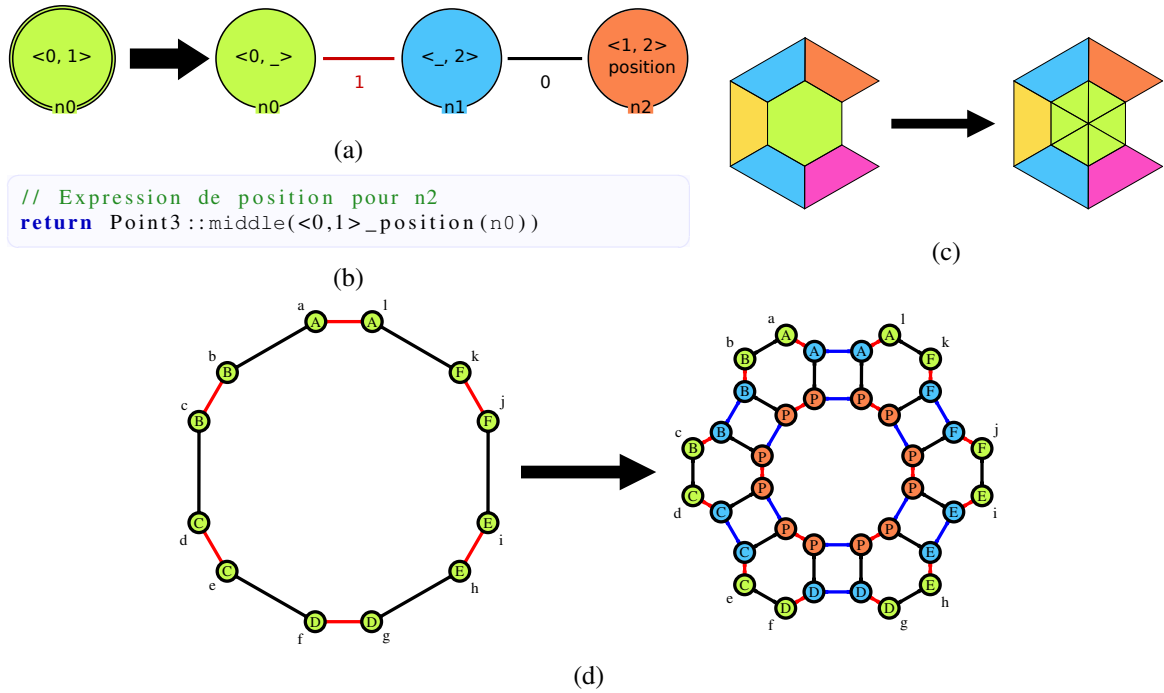 <0, 1>
n0
<0, _>
n0
1
<_, 2>
n1
0
<1, 2>
position
n2
(a)
// Expression de position pour n2
return Point3::middle(<0,1>_position(n0))
(b)
(c)
a l
A A
b k
B F
c j
B F
C E
d i
C E
e h
D D
f g
a l
A A
b A A k
B F
B F
P P P P
c B F j
B P P F
C P P E
d C E i
P P P P
C E
C E
e D D h
D D
f g
(d)